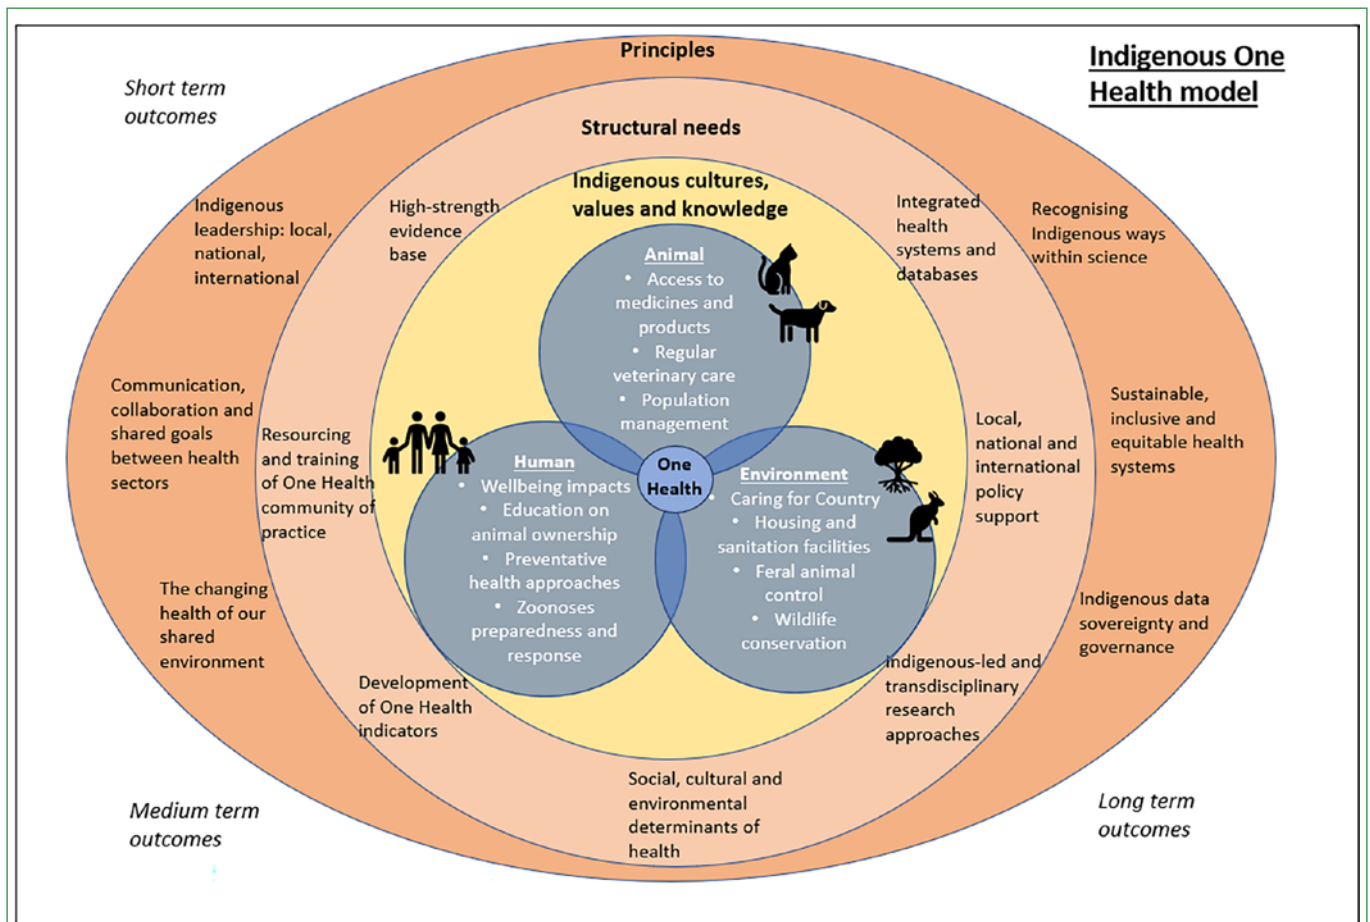 Principles
Indigenous One
Health model
Short term
outcomes
Structural needs
Indigenous cultures,
values and knowledge
Indigenous
leadership: local,
national,
international
High-strength
evidence
base
Integrated
health
systems and
databases
Recognising
Indigenous ways
within science
Animal
• Access to
medicines and
products
• Regular
veterinary care
• Population
management
Communication,
collaboration and
shared goals
between health
sectors
Resourcing
and training
of One Health
community of
practice
Local,
national and
international
policy
support
Sustainable,
inclusive and
equitable health
systems
One
Health
Human
• Wellbeing impacts
• Education on
animal ownership
• Preventative
health approaches
• Zoonoses
preparedness and
response
Environment
• Caring for Country
• Housing and
sanitation facilities
• Feral animal
control
• Wildlife
conservation
The changing
health of our
shared
environment
Indigenous data
sovereignty and
governance
Development
of One Health
indicators
Indigenous-led and
transdisciplinary
research
approaches
Social, cultural and
environmental
determinants of
health
Medium term
outcomes
Long term
outcomes